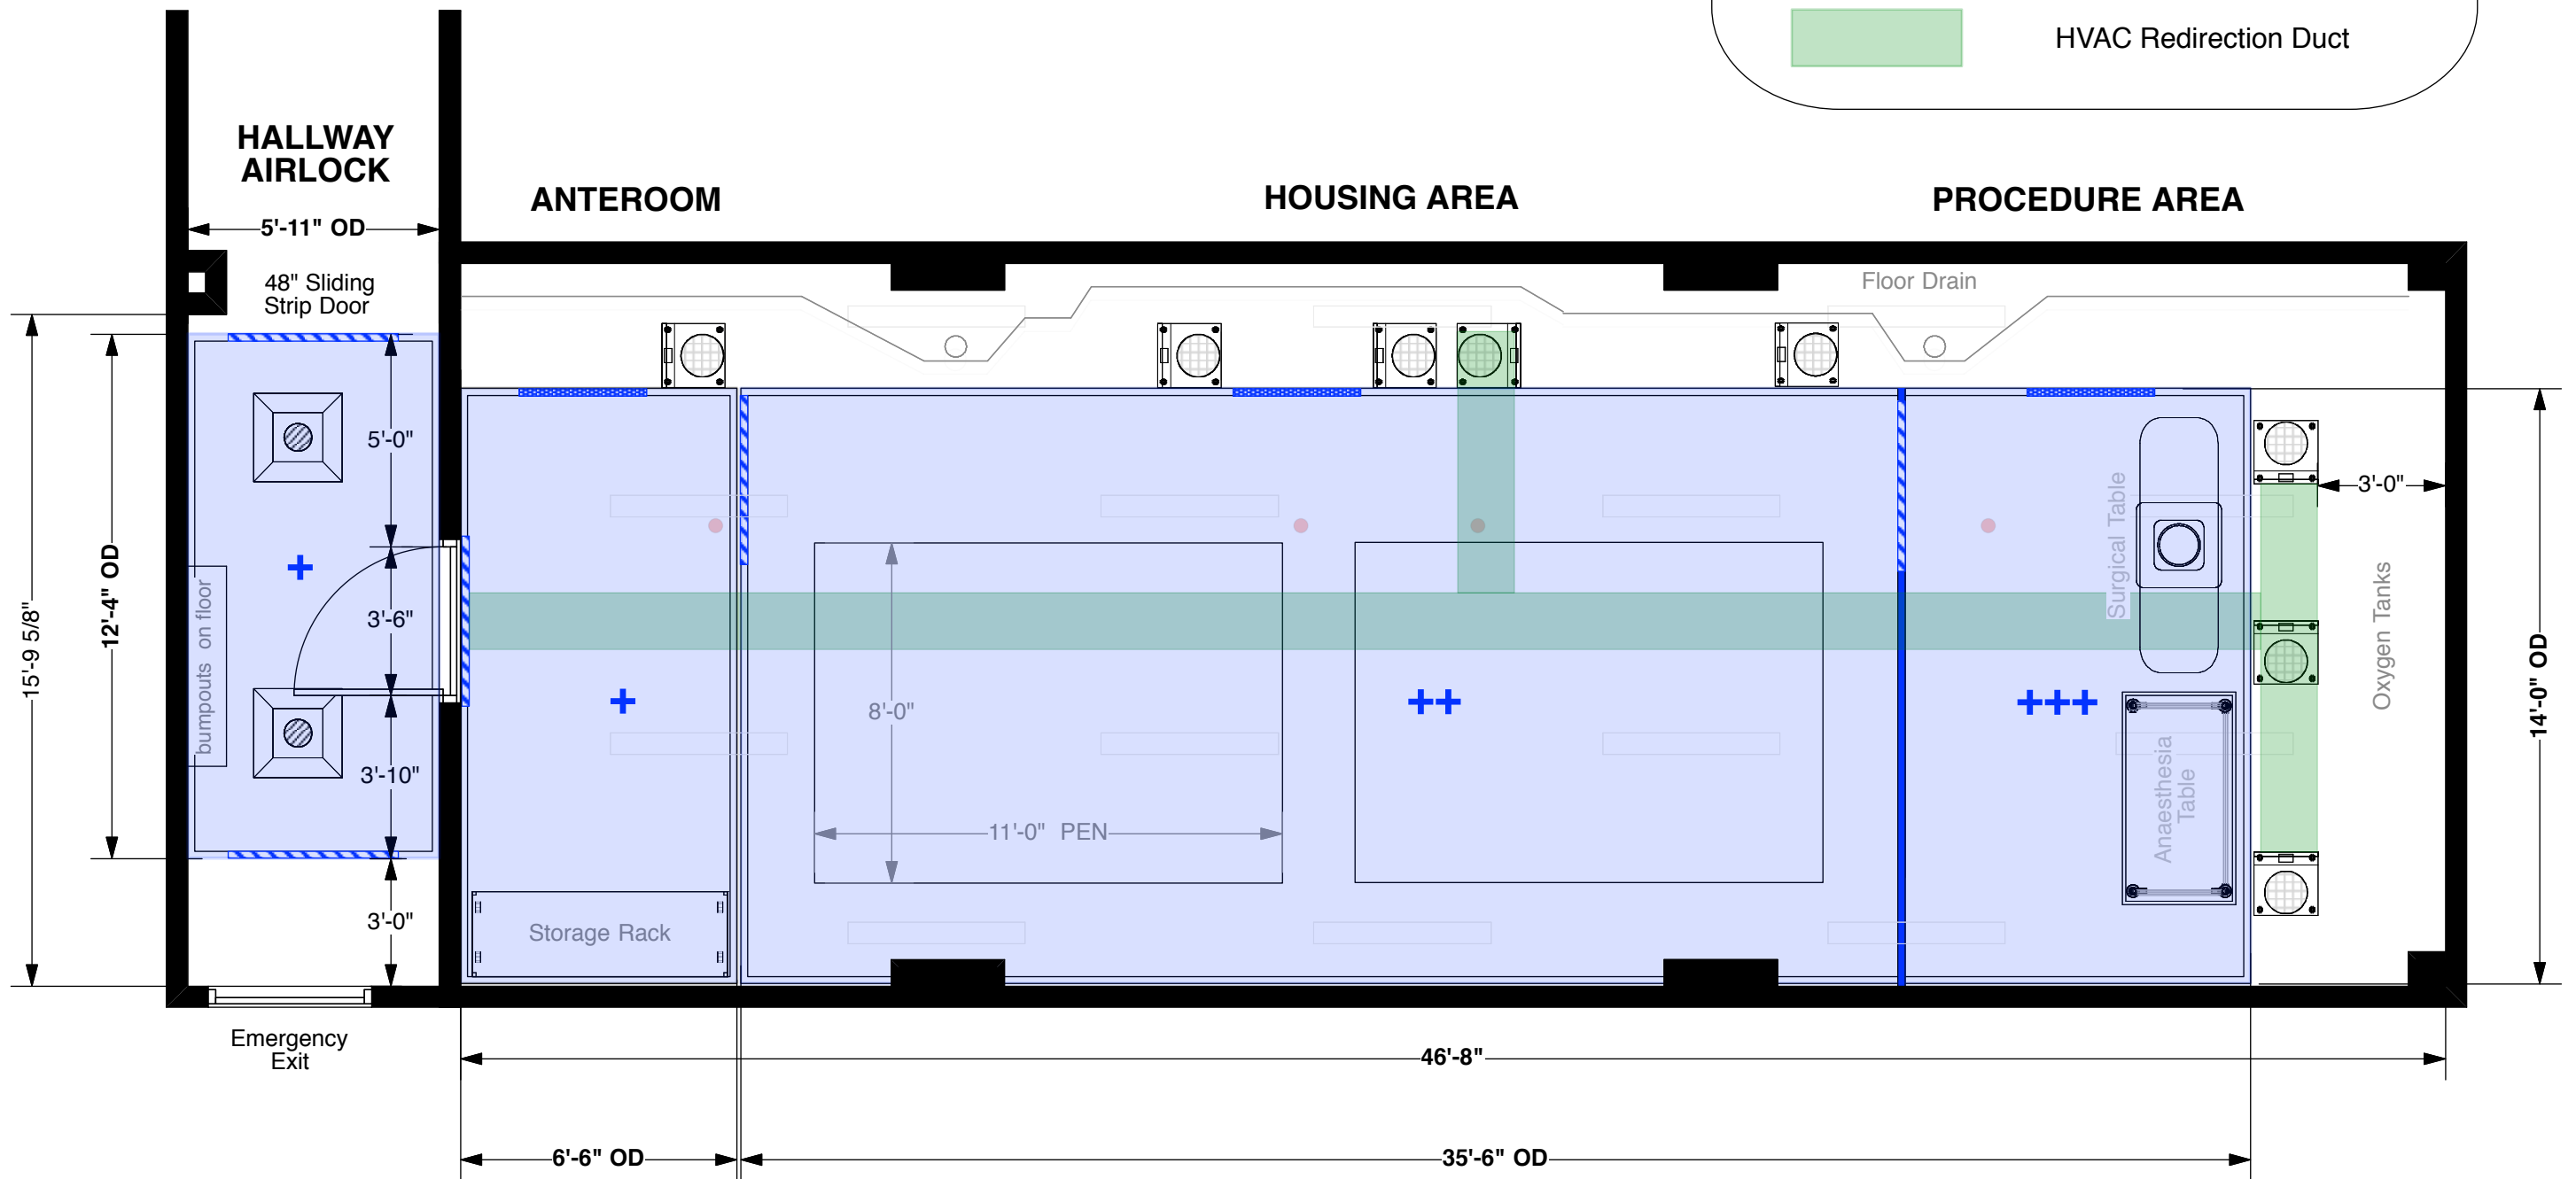 HVAC Redirection Duct
HALLWAY
AIRLOCK
ANTEROOM
HOUSING AREA
PROCEDURE AREA
5'-11" OD
48" Sliding
Strip Door
Floor Drain
5'-0"
3'-0"
Surgical Table
+
12'-4" OD
15'-9 5/8"
bumpouts on floor
3'-6"
Oxygen Tanks
14'-0" OD
+
++
+++
8'-0"
3'-10"
Anaesthesia
Table
11'-0" PEN
3'-0"
Storage Rack
Emergency
Exit
46'-8"
6'-6" OD
35'-6" OD